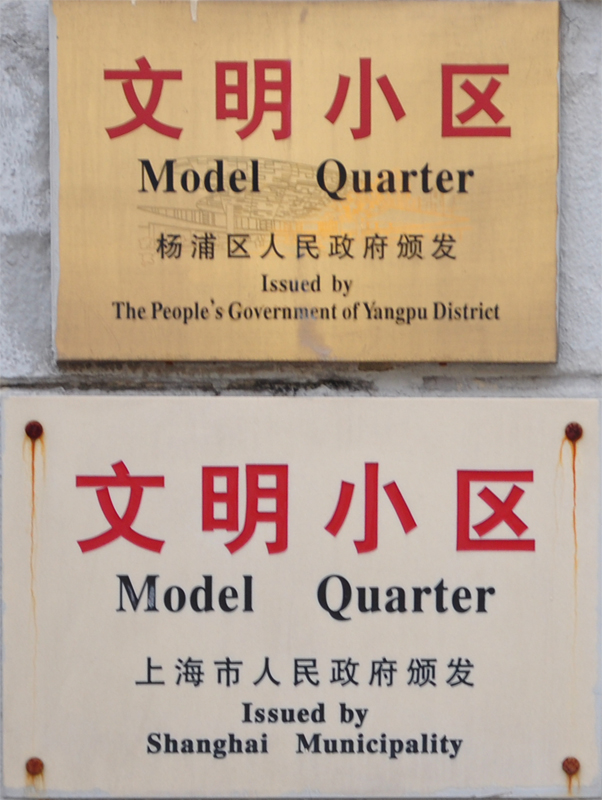 文明小区
Model Quarter
杨浦区人民政府颁发
Issued by
The People's Government of Yangpu District
文明小区
Model Quarter
上海市人民政府颁发
Issued by
Shanghai Municipality